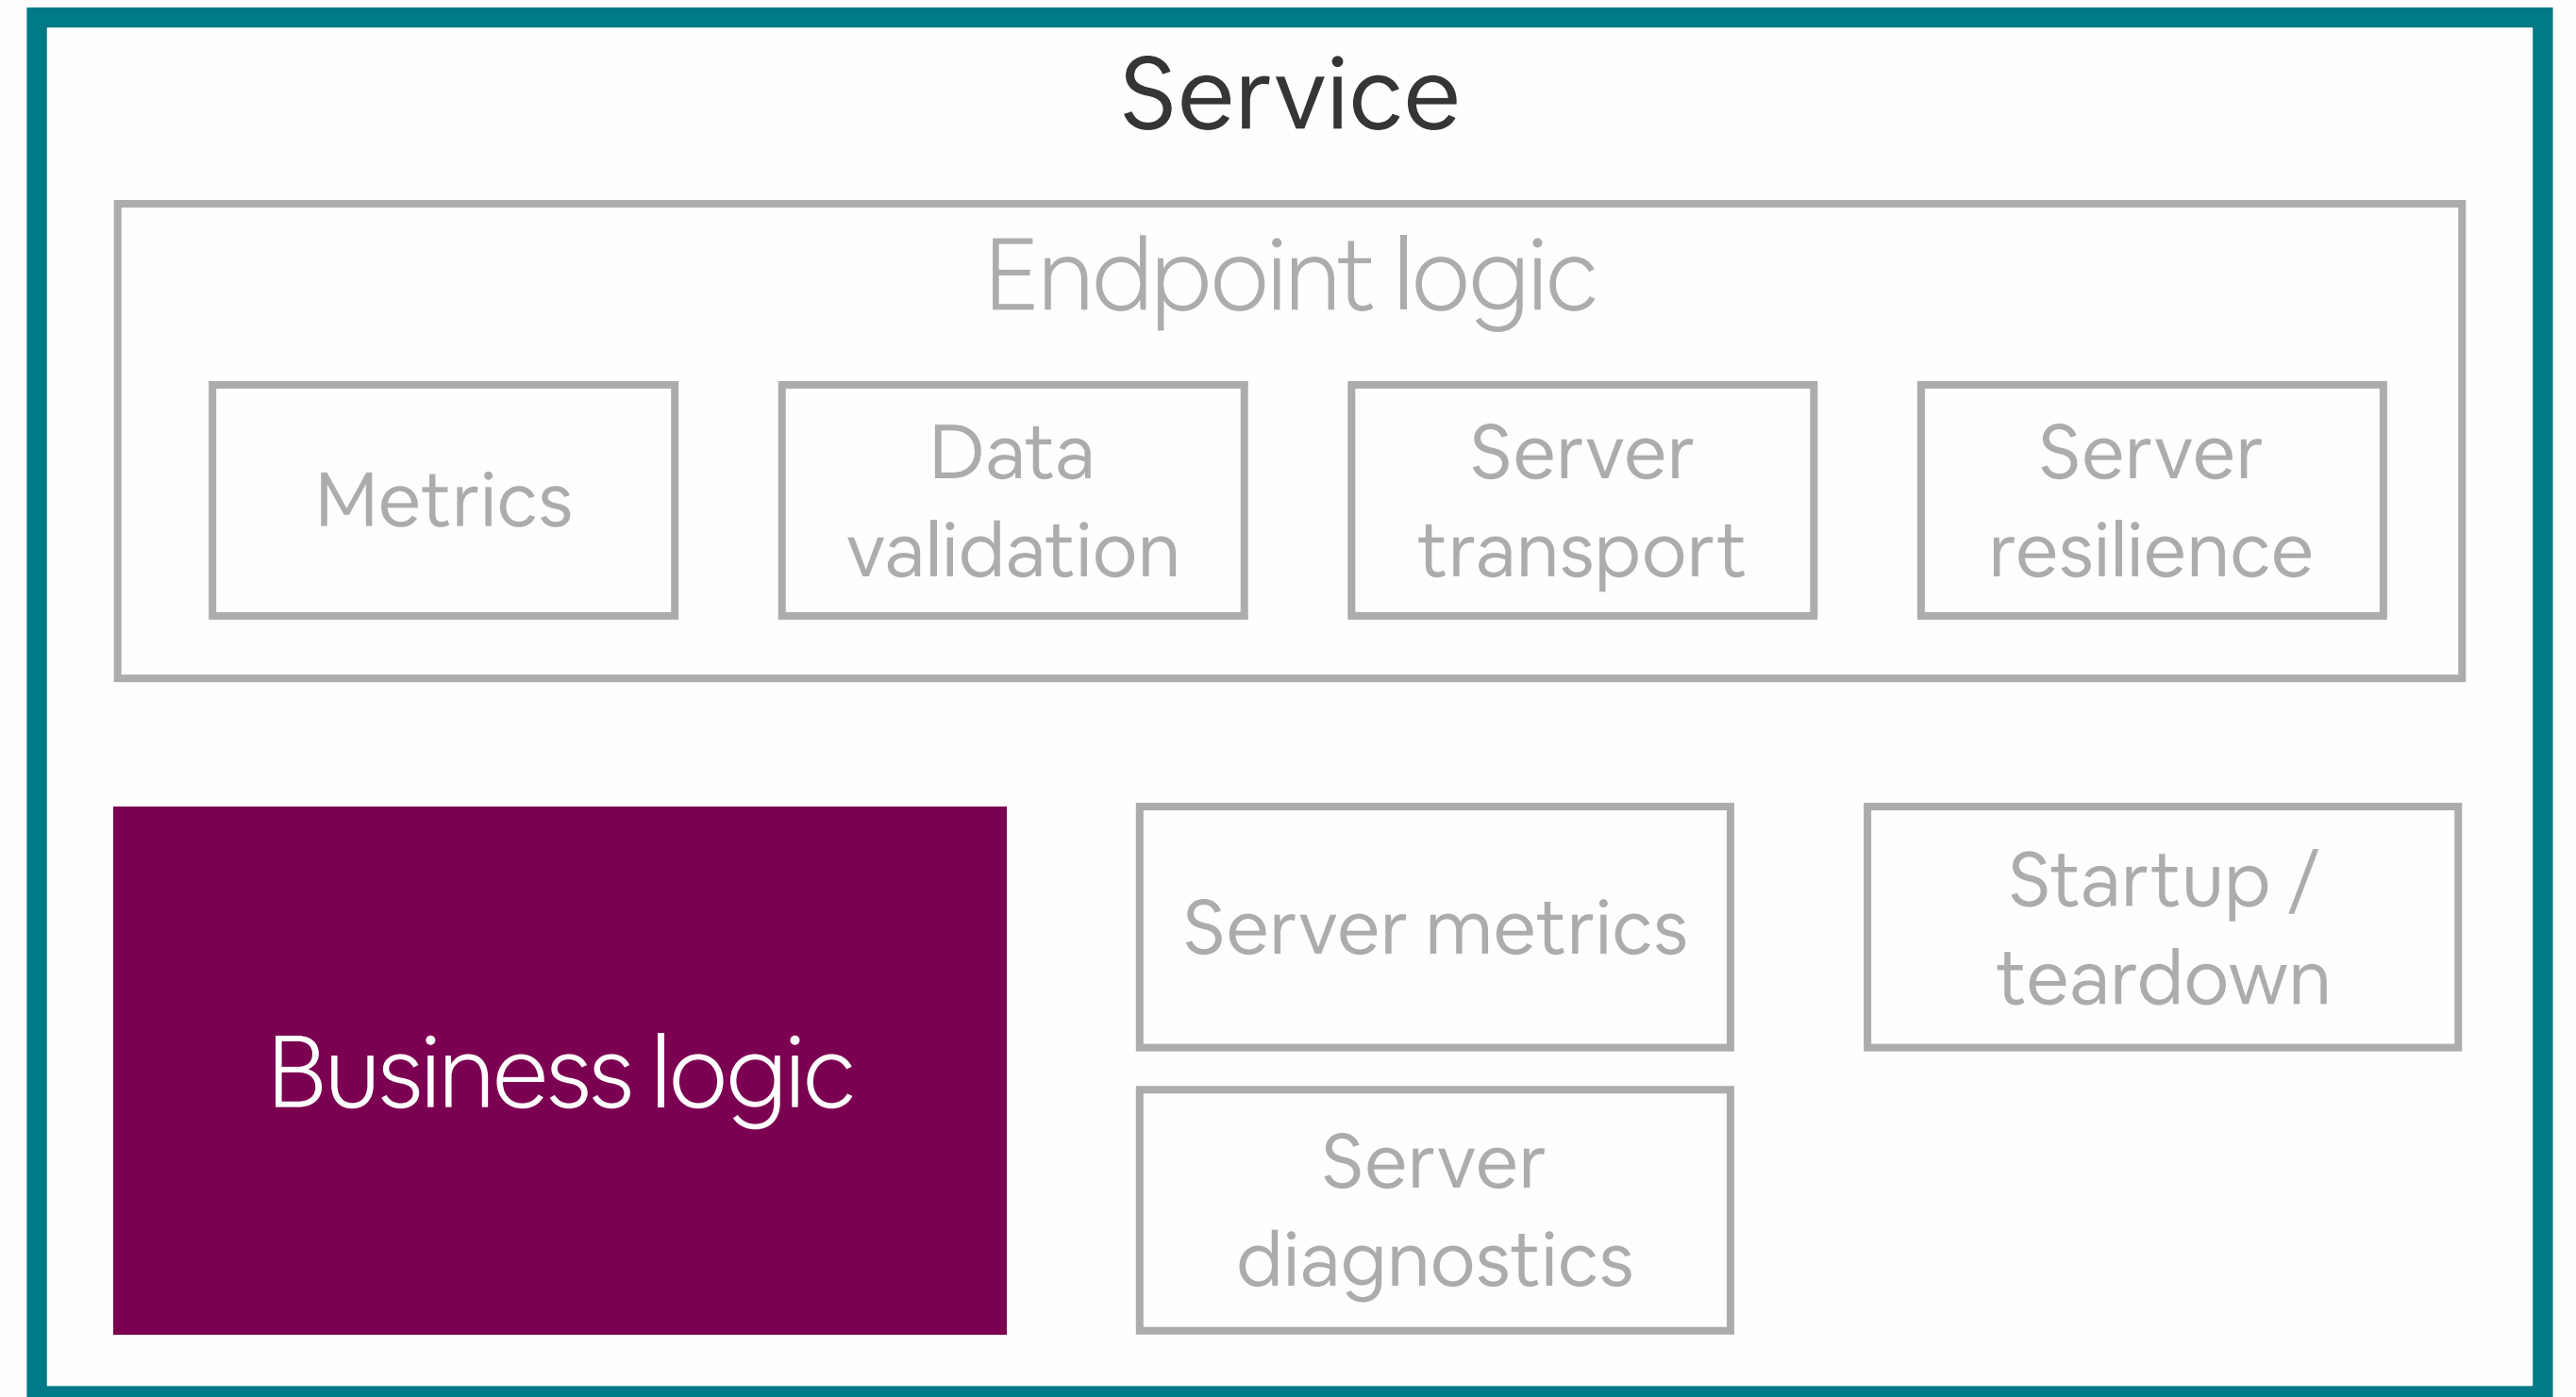 Service
Endpoint logic
Metrics
Data
validation
Server
transport
Server
resilience
Business logic
Server metrics
Startup /
teardown
Server
diagnostics